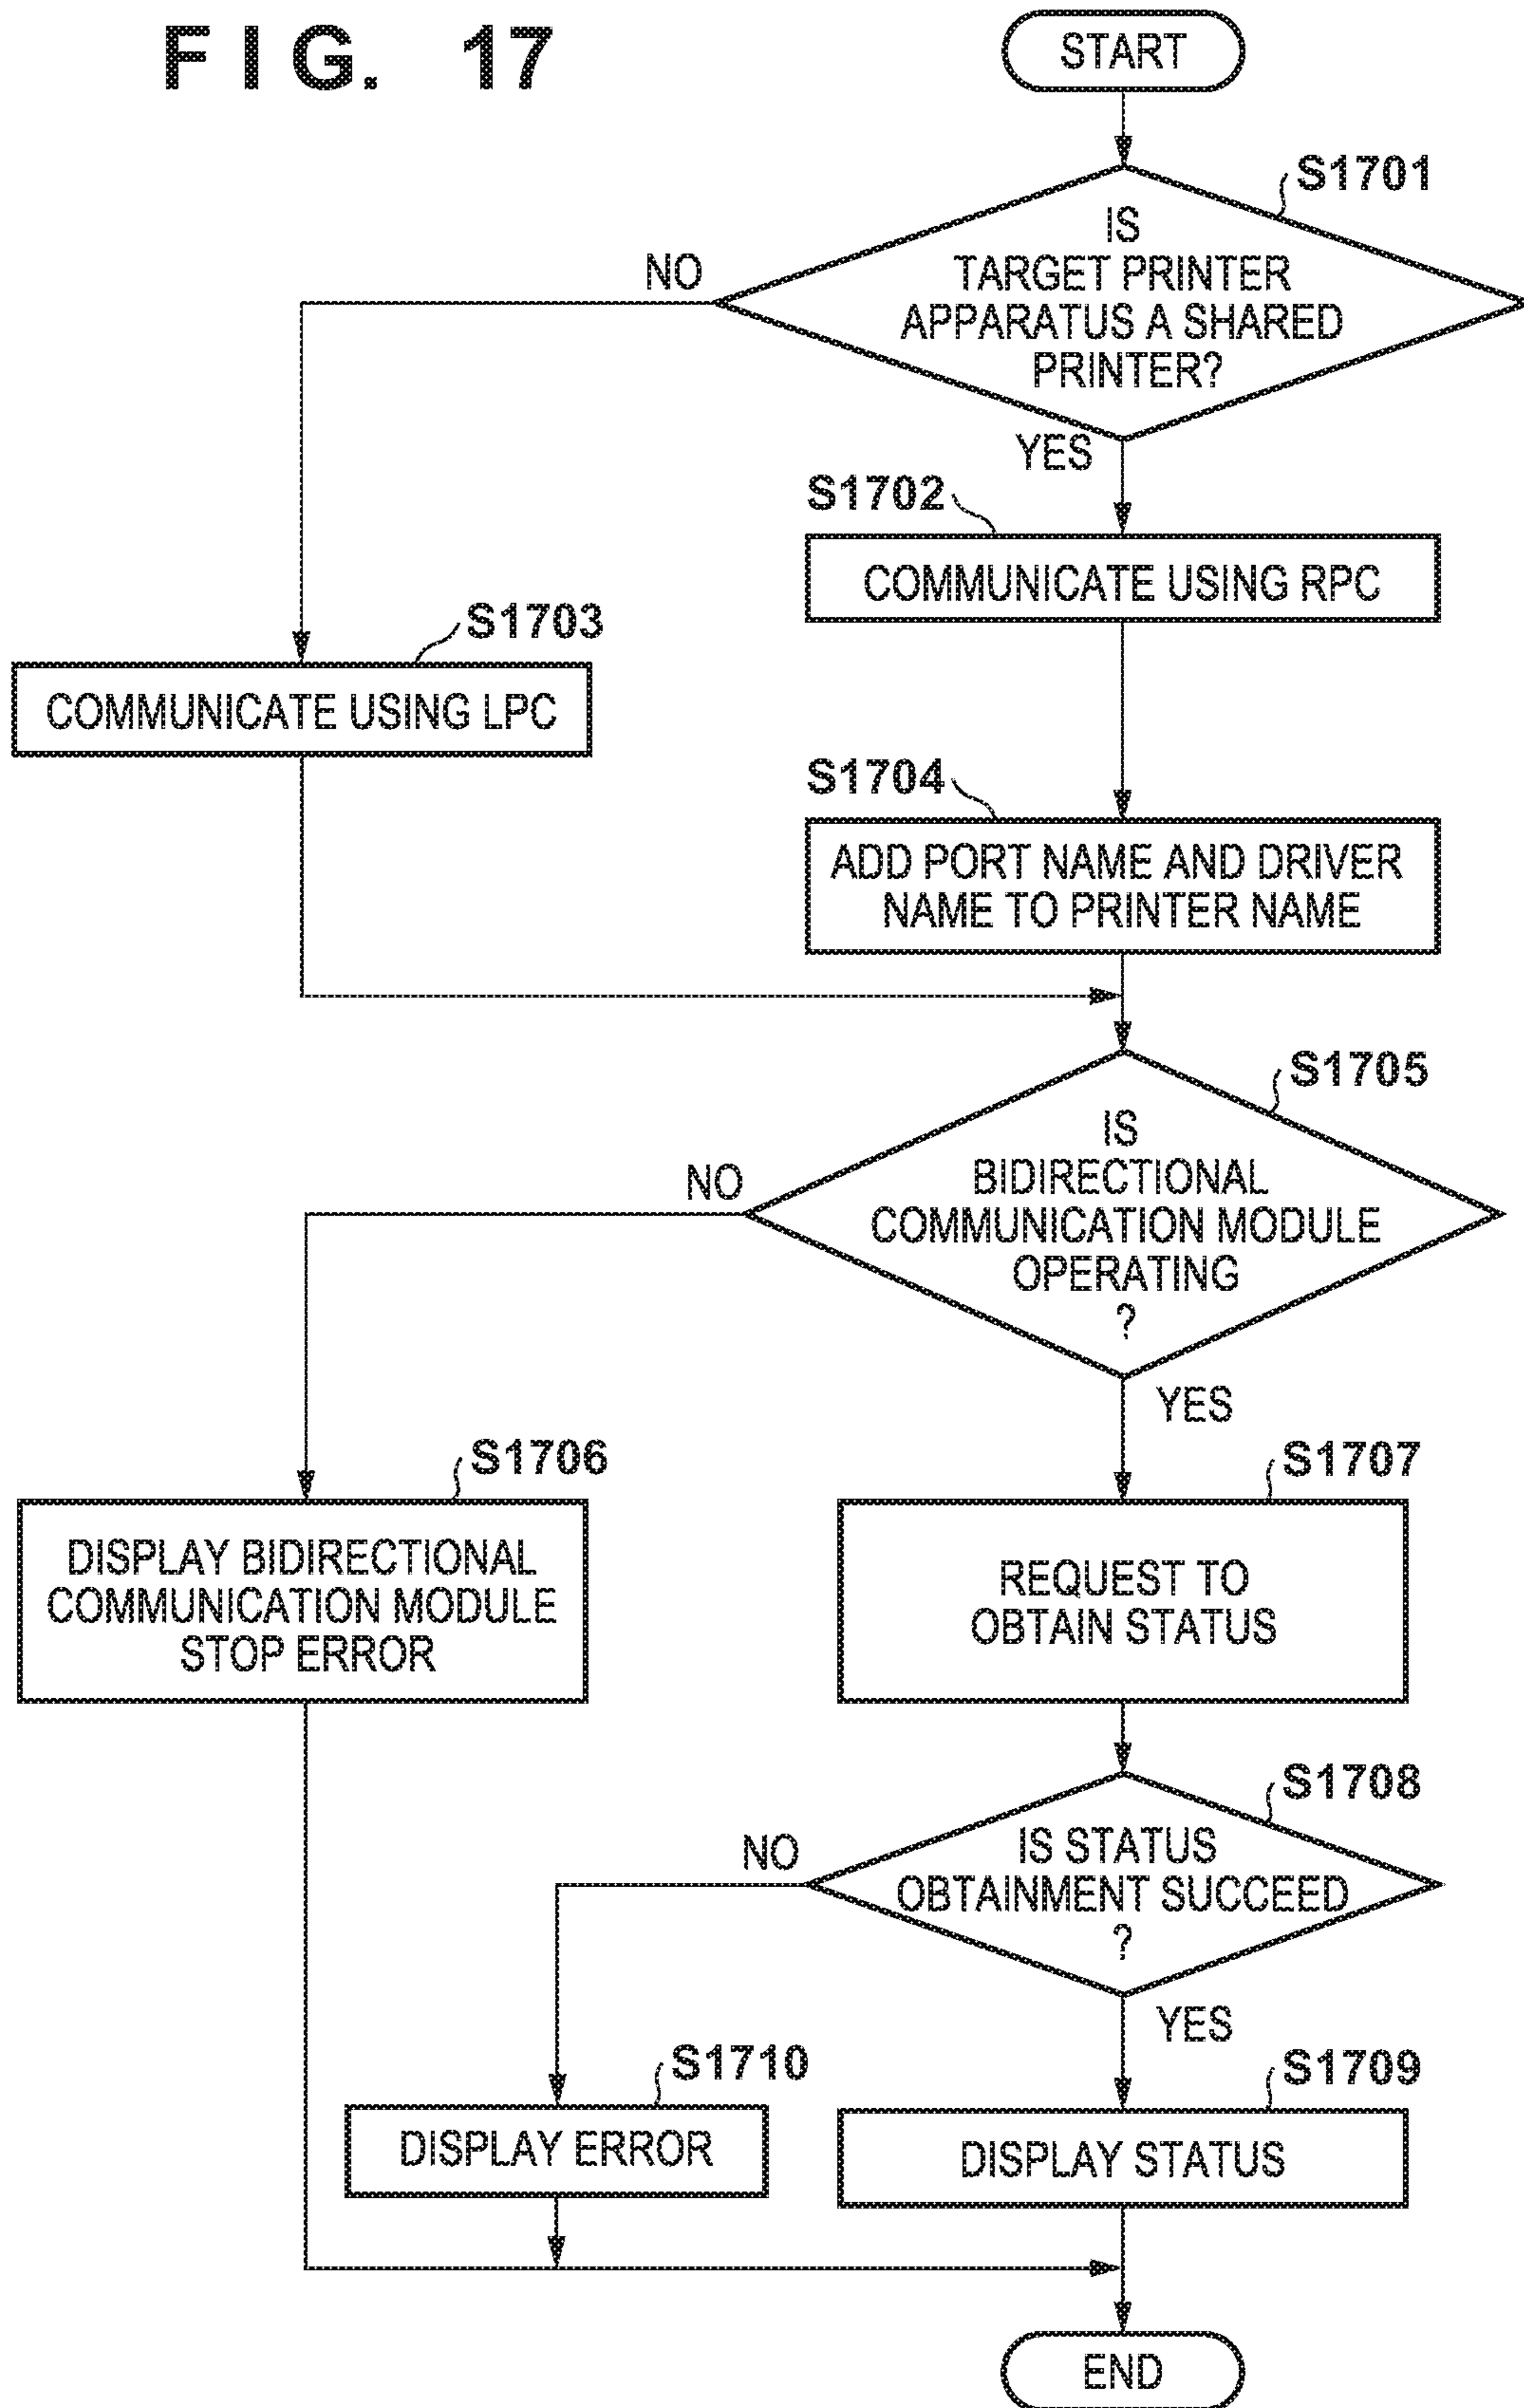 FIG. 17
START
S1701
IS
TARGET PRINTER
APPARATUS A SHARED
PRINTER?
NO
YES
S1702
COMMUNICATE USING RPC
S1703
COMMUNICATE USING LPC
S1704
ADD PORT NAME AND DRIVER
NAME TO PRINTER NAME
S1705
IS
BIDIRECTIONAL
COMMUNICATION MODULE
OPERATING
?
NO
YES
S1706
DISPLAY BIDIRECTIONAL
COMMUNICATION MODULE
STOP ERROR
S1707
REQUEST TO
OBTAIN STATUS
S1708
IS STATUS
OBTAINMENT SUCCEED
?
NO
YES
S1710
DISPLAY ERROR
S1709
DISPLAY STATUS
END